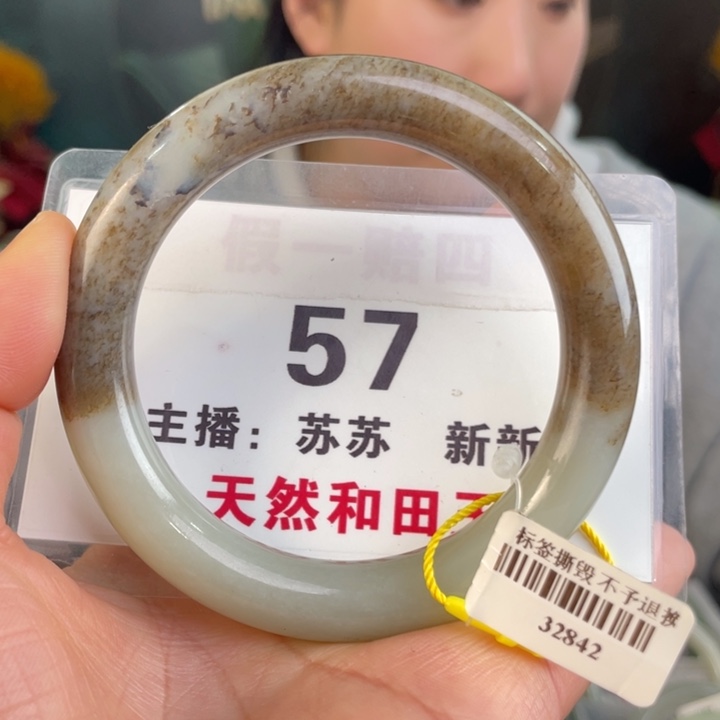 假一赔四
57
主播：苏苏 新新
天然和田玉
标签撕毁不予退换
32842